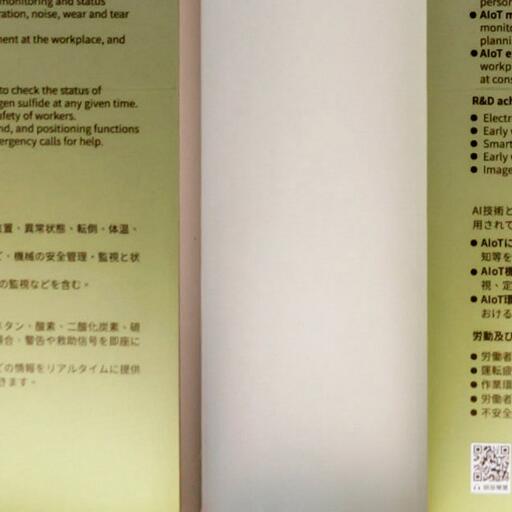 monitoring and status
ration, noise, wear and tear
ent at the workplace, and
to check the status of
gen sulfide at any given time.
fety of workers.
nd, and positioning functions
ergency calls for help.
置、異常状態、転倒、体温、
、機械の安全管理・監視と状
の監視などを含む。
タン、酸素、二酸化炭素、硫
場合、警告や救助信号を即座に
の情報をリアルタイムに提供
きます。
person
● AIoT m
monito
planni
● AIoT e
workp
at cons
R&D ach
● Electr
● Early
● Smart
● Early
● Image
AI技術と
用されて
● AIoTに
知等を
● AIoT機
視、定
● AIoT環
おける
労動及び
● 労働者
● 運転疲
● 作業環
● 労働者
● 不安全